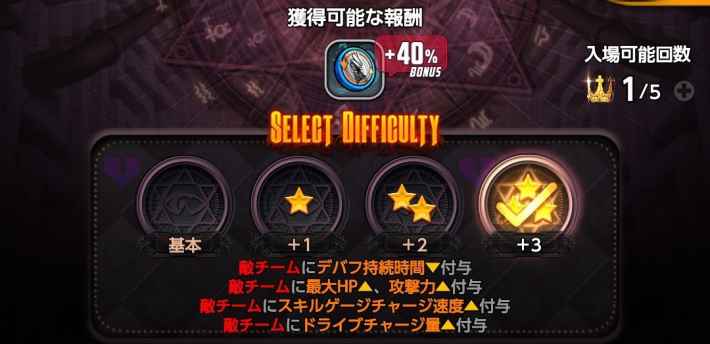 獲得可能な報酬
+40%
BONUS
入場可能回数
1/5
SELECT DIFFICULTY
基本
+1
+2
+3
敵チームにデバフ持続時間▼付与
敵チームに最大HP▲、攻撃力▲付与
敵チームにスキルゲージチャージ速度▲付与
敵チームにドライブチャージ量▲付与